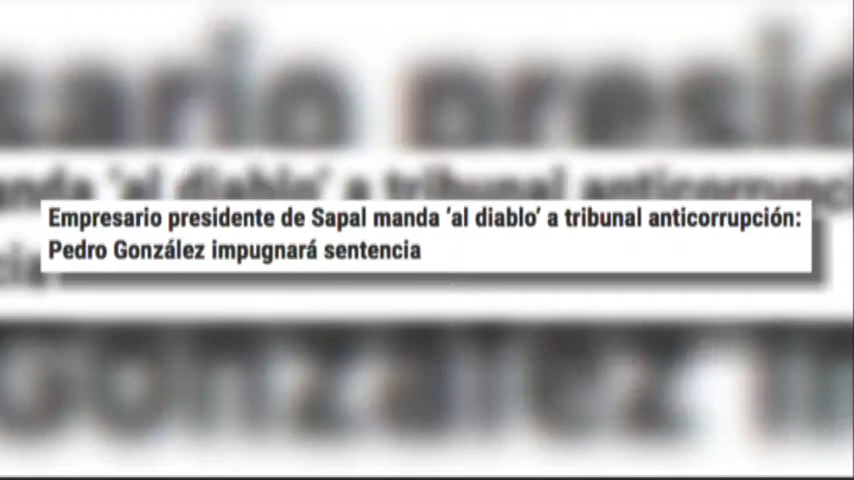 Empresario presidente de Sapal manda 'al diablo' a tribunal anticorrupción:
Pedro González impugnará sentencia